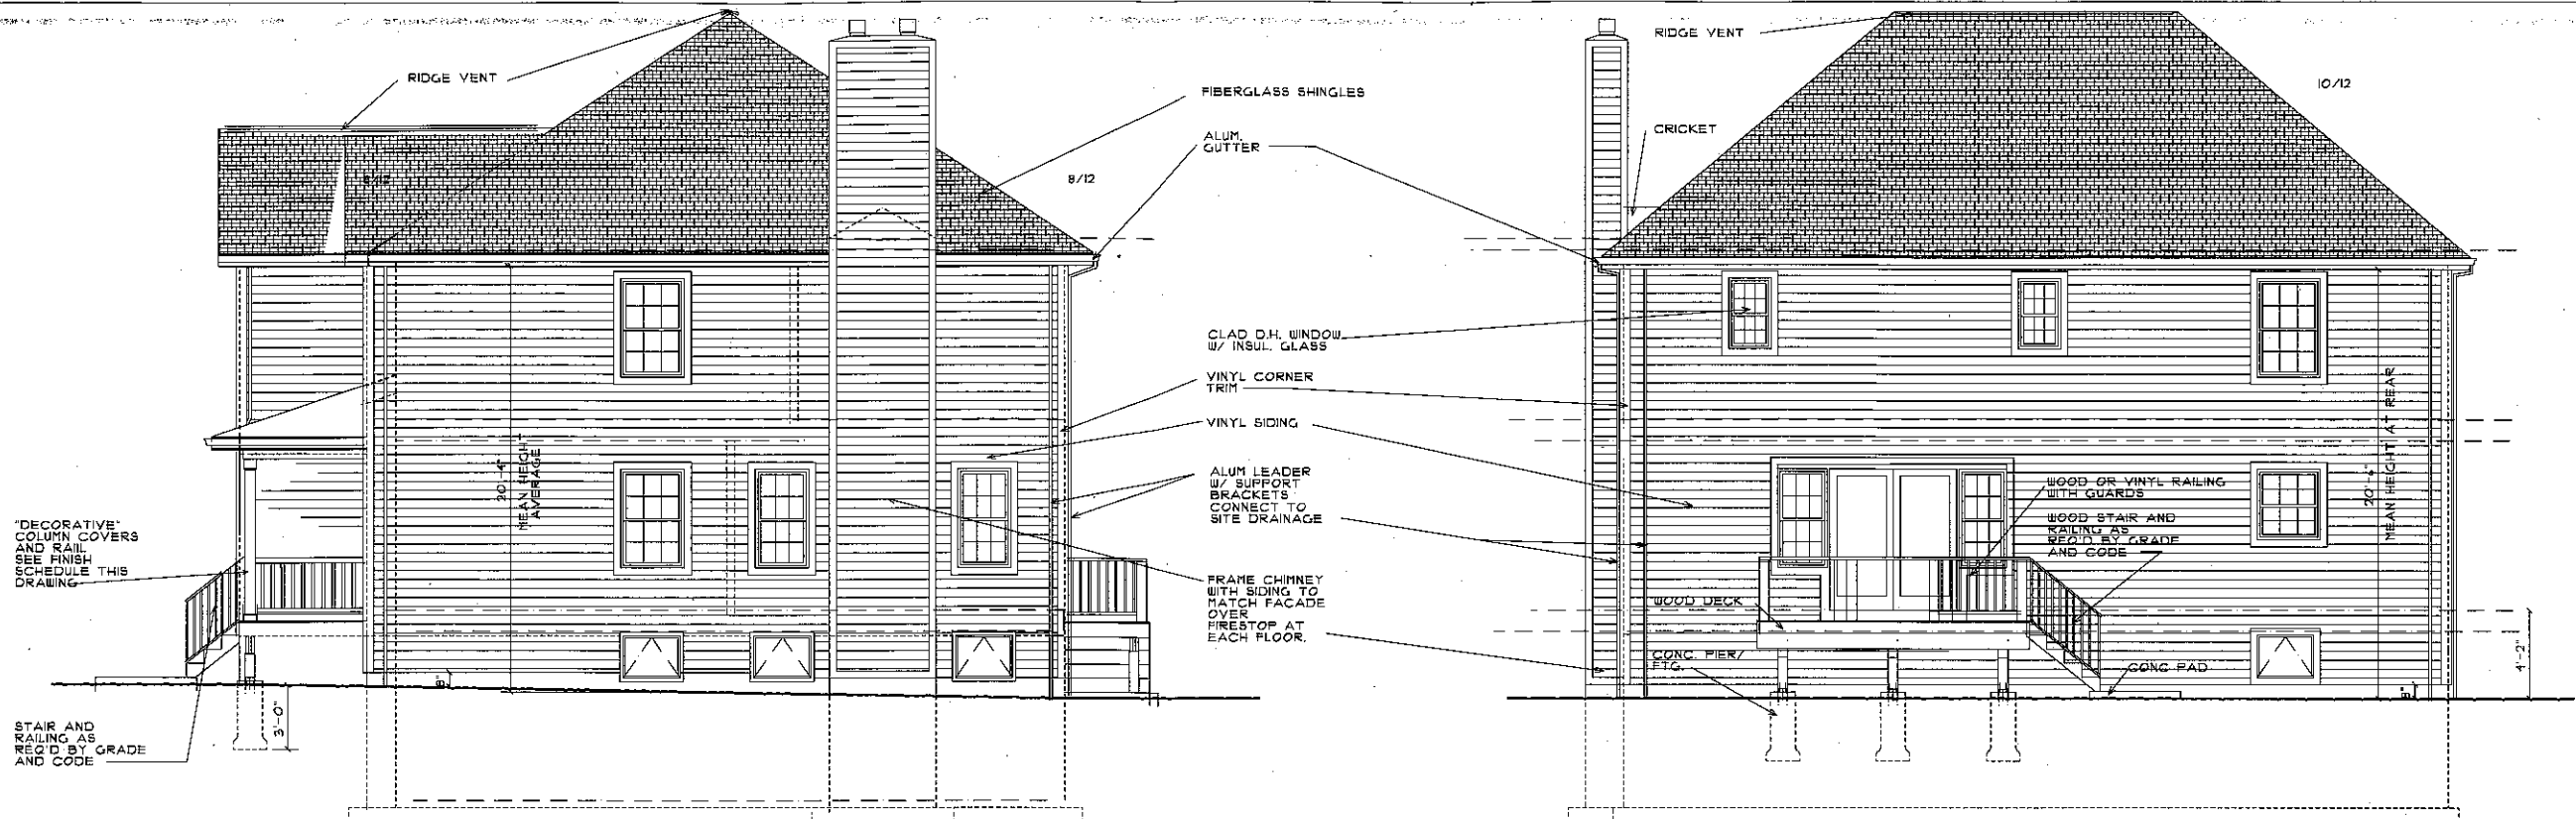 RIDGE VENT
8/12
"DECORATIVE"
COLUMN COVERS
AND RAIL
SEE FINISH
SCHEDULE THIS
DRAWING
STAIR AND
RAILING AS
REQ'D BY GRADE
AND CODE
3'-0"
8"
20'-4"
MEAN HEIGHT
AVERAGE
8/12
FIBERGLASS SHINGLES
ALUM.
GUTTER
CLAD D.H. WINDOW
W/ INSUL. GLASS
VINYL CORNER
TRIM
VINYL SIDING
ALUM LEADER
W/ SUPPORT
BRACKETS
CONNECT TO
SITE DRAINAGE
FRAME CHIMNEY
WITH SIDING TO
MATCH FACADE
OVER
FIRESTOP AT
EACH FLOOR.
RIDGE VENT
CRICKET
10/12
WOOD OR VINYL RAILING
WITH GUARDS
WOOD STAIR AND
RAILING AS
REQ'D BY GRADE
AND CODE
WOOD DECK
CONC. PIER/
FTG.
CONC PAD
MEAN HEIGHT AT REAR
4'-2"
8"